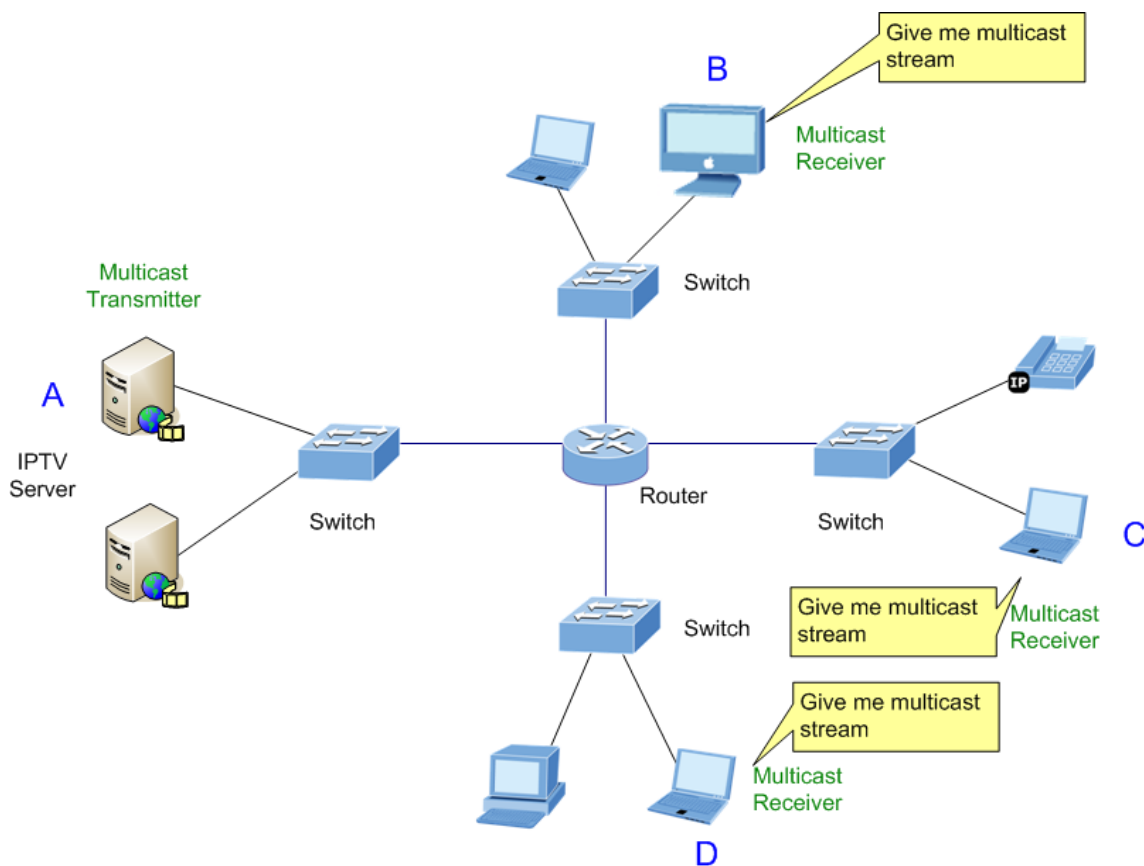 Give me multicast
stream
B
Multicast
Receiver
Switch
Multicast
Transmitter
A
IPTV
Server
Switch
Router
IP
Switch
C
Give me multicast
stream
Multicast
Receiver
Switch
Give me multicast
stream
Multicast
Receiver
D